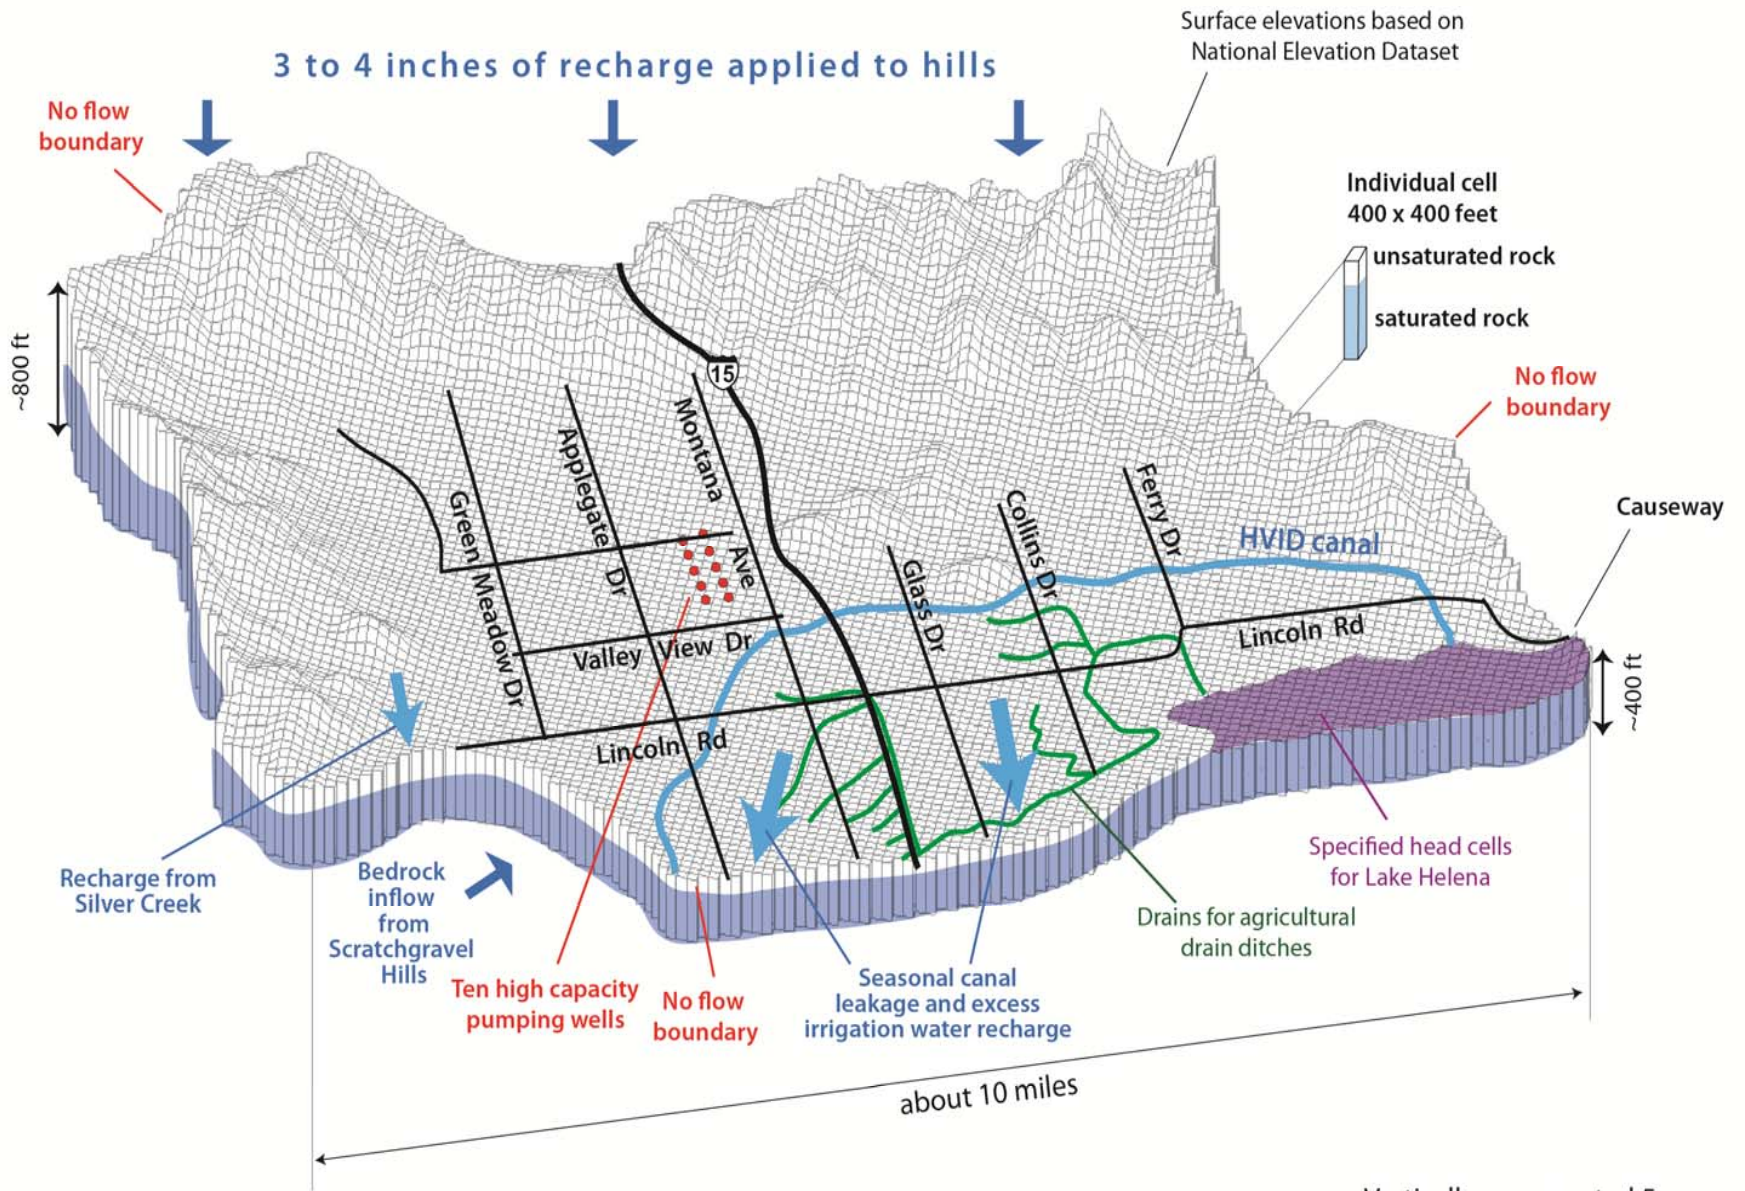 Surface elevations based on
National Elevation Dataset
3 to 4 inches of recharge applied to hills
No flow
boundary
Individual cell
400 x 400 feet
unsaturated rock
saturated rock
~800 ft
15
No flow
boundary
Montana
Ave
Applegate
Dr
Green Meadow Dr
Ferry Dr
Collins Dr
Glass Dr
Causeway
HVID canal
Valley View Dr
Lincoln Rd
Lincoln Rd
~400 ft
Recharge from
Silver Creek
Bedrock
inflow
from
Scratchgravel
Hills
Ten high capacity
pumping wells
No flow
boundary
Seasonal canal
leakage and excess
irrigation water recharge
Drains for agricultural
drain ditches
Specified head cells
for Lake Helena
about 10 miles